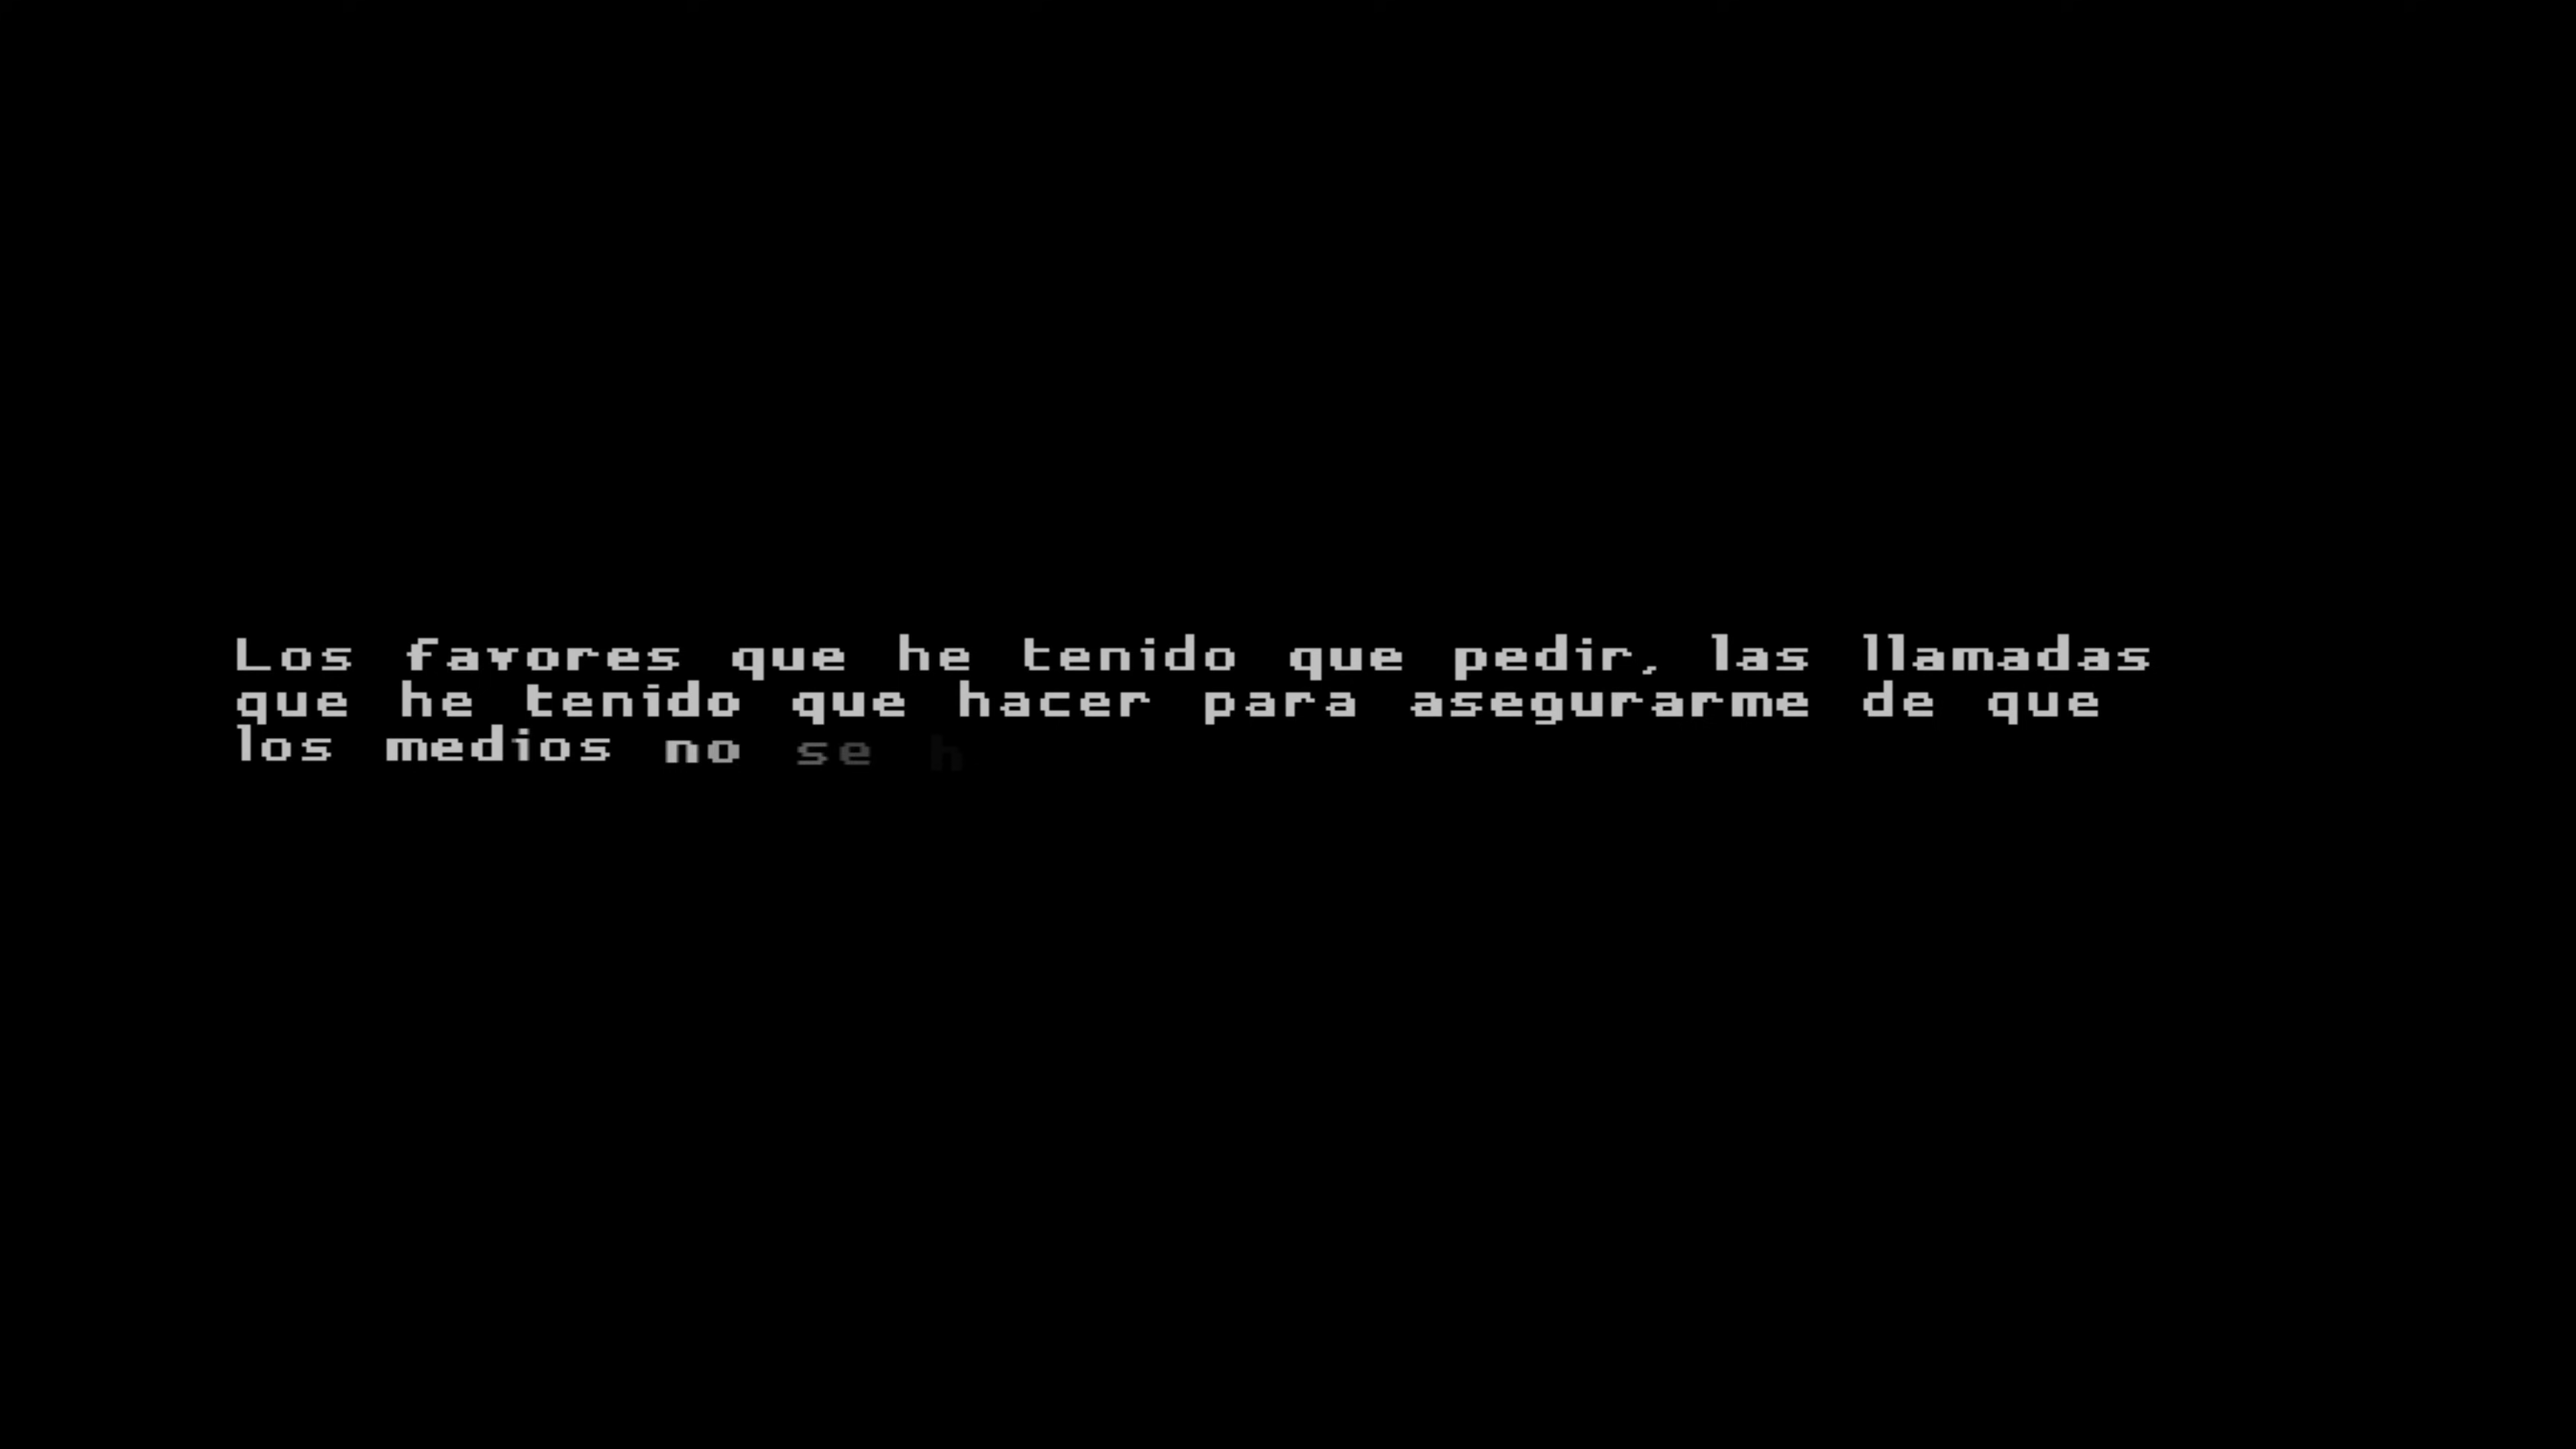 Los favores que he tenido que pedir, las llamadas
que he tenido que hacer para asegurarme de que
los medios no se h